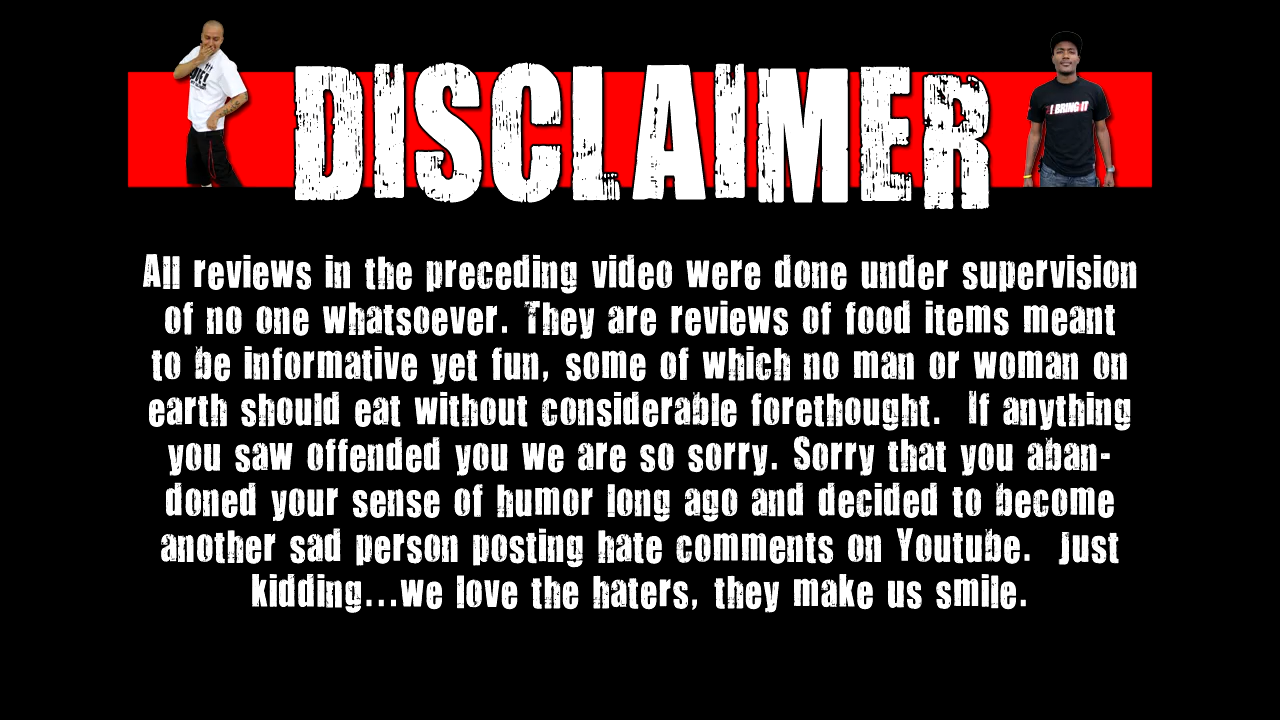 DISCLAIMER
! BRING IT
All reviews in the preceding video were done under supervision
of no one whatsoever. They are reviews of food items meant
to be informative yet fun, some of which no man or woman on
earth should eat without considerable forethought. If anything
you saw offended you we are so sorry. Sorry that you aban-
doned your sense of humor long ago and decided to become
another sad person posting hate comments on Youtube. Just
kidding...we love the haters, they make us smile.